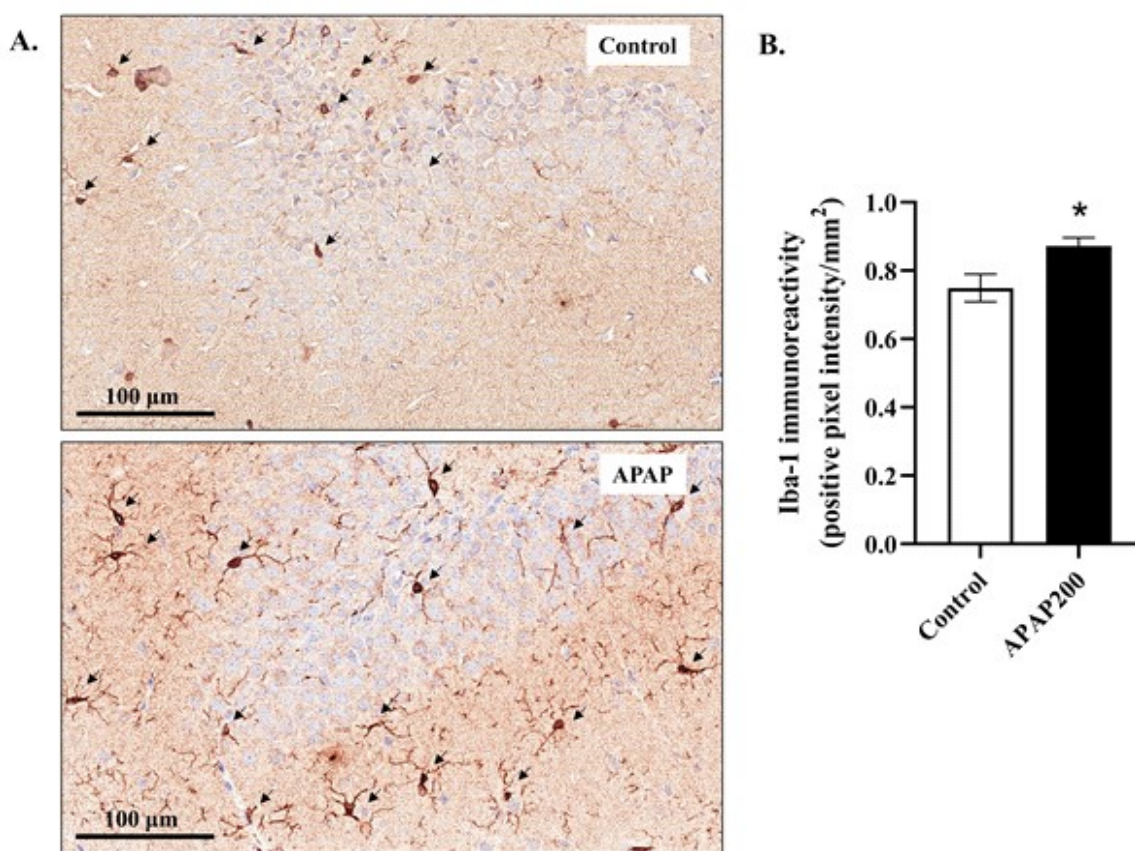 A.
Control
100 µm
APAP
100 µm
B.
Iba-1 immunoreactivity
(positive pixel intensity/mm²)
1.0
*
0.8
0.6
0.4
0.2
0.0
Control
APAP200